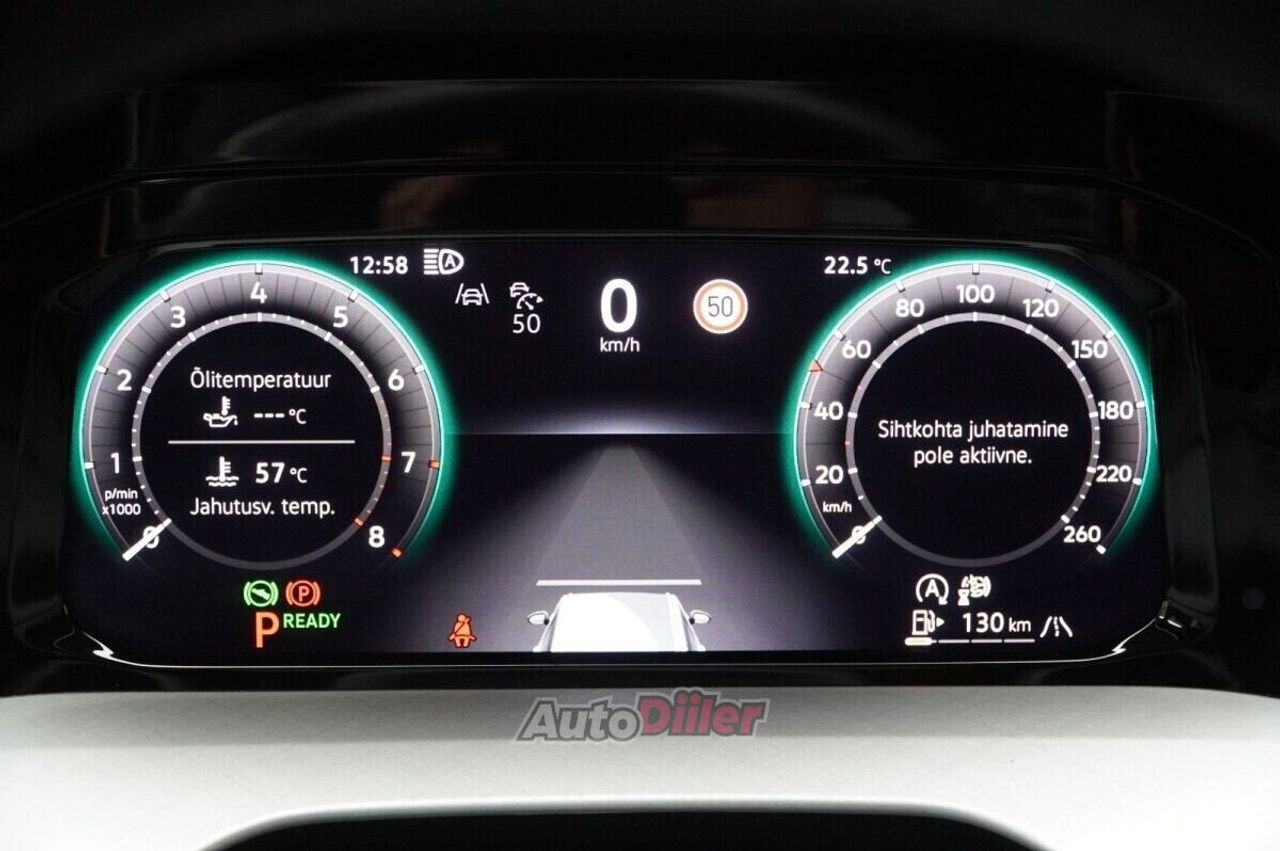 12:58
22.5 °C
0
km/h
50
50
0
1
2
3
4
5
6
7
8
p/min
x1000
Õlitemperatuur
--- °C
57 °C
Jahutusv. temp.
0
20
40
60
80
100
120
150
180
220
260
km/h
Sihtkohta juhatamine
pole aktiivne.
P
P READY
A
A
130 km
AutoDiiler